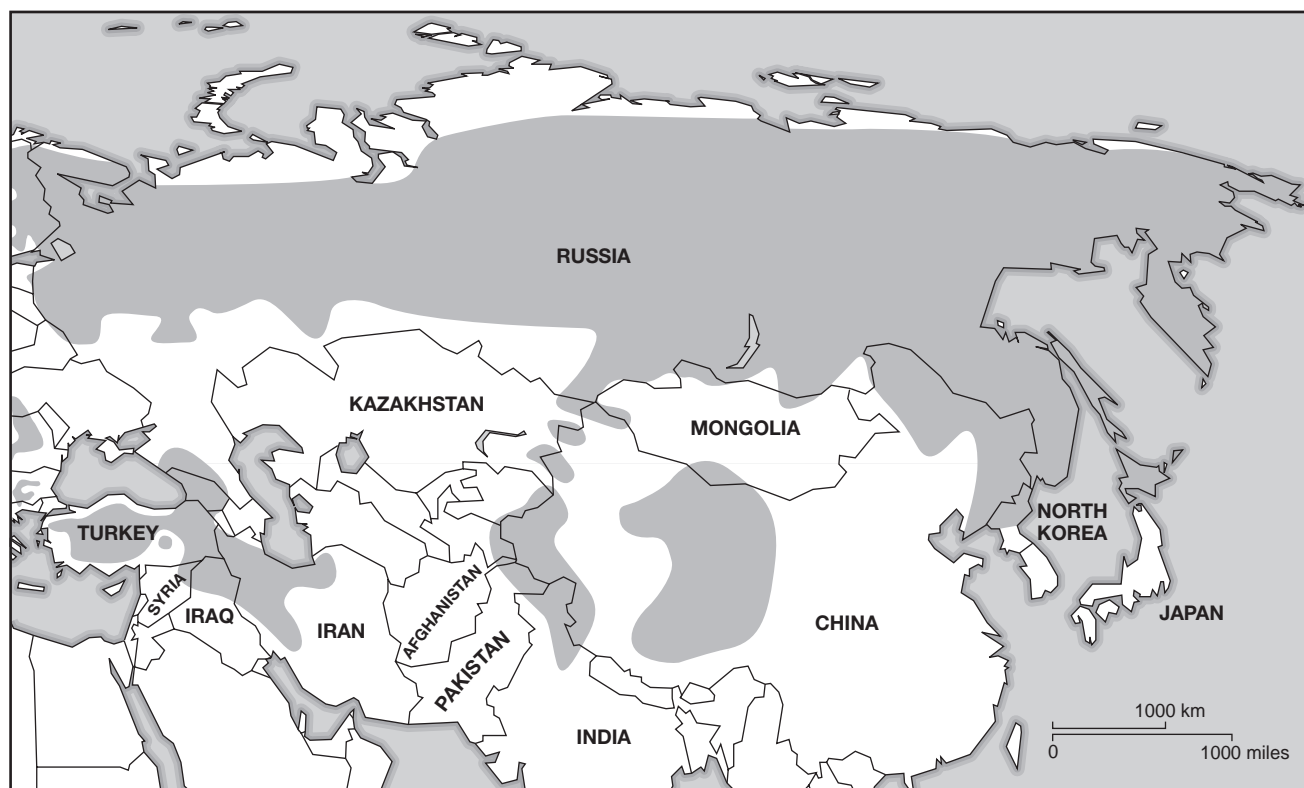 RUSSIA
KAZAKHSTAN
MONGOLIA
NORTH
KOREA
TURKEY
SYRIA
IRAQ
IRAN
AFGHANISTAN
PAKISTAN
CHINA
JAPAN
INDIA
1000 km
0
1000 miles